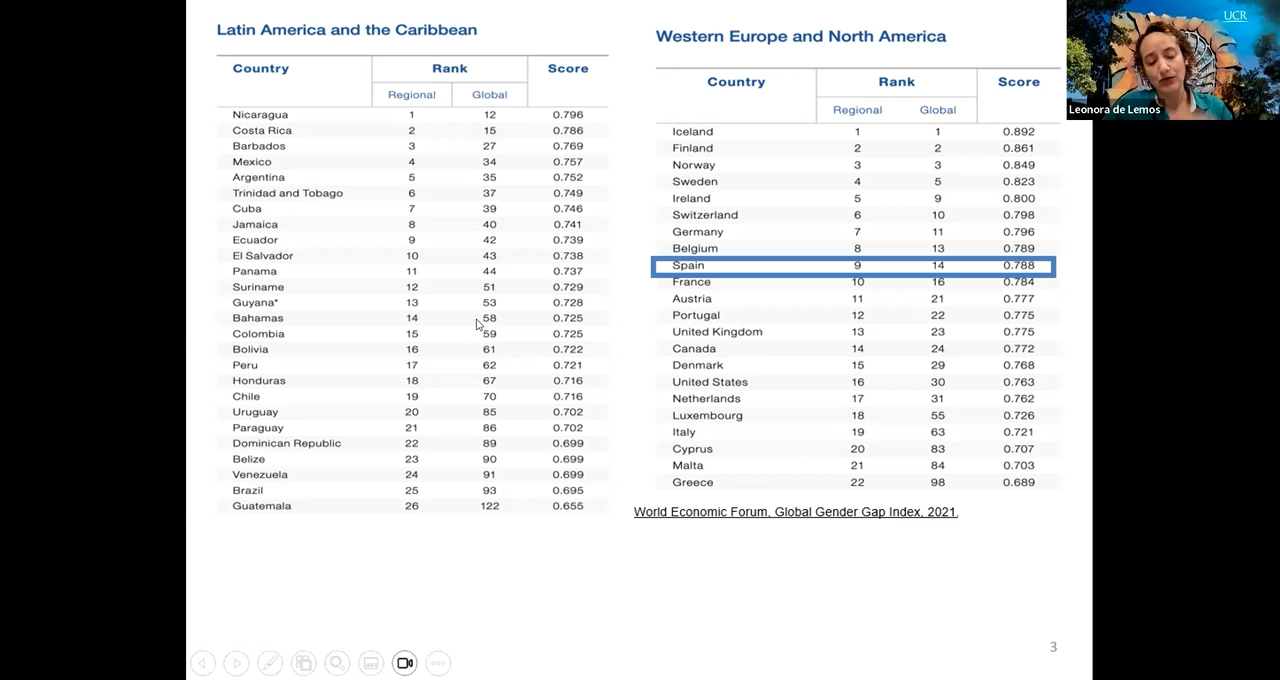 Latin America and the Caribbean
Country Rank Score
Regional Global
Nicaragua 1 12 0.796
Costa Rica 2 15 0.786
Barbados 3 27 0.769
Mexico 4 34 0.757
Argentina 5 35 0.752
Trinidad and Tobago 6 37 0.749
Cuba 7 39 0.746
Jamaica 8 40 0.741
Ecuador 9 42 0.739
El Salvador 10 43 0.738
Panama 11 44 0.737
Suriname 12 51 0.729
Guyana* 13 53 0.728
Bahamas 14 58 0.725
Colombia 15 59 0.725
Bolivia 16 61 0.722
Peru 17 62 0.721
Honduras 18 67 0.716
Chile 19 70 0.716
Uruguay 20 85 0.702
Paraguay 21 86 0.702
Dominican Republic 22 89 0.699
Belize 23 90 0.699
Venezuela 24 91 0.699
Brazil 25 93 0.695
Guatemala 26 122 0.655
Western Europe and North America
Country Rank Score
Regional Global
Iceland 1 1 0.892
Finland 2 2 0.861
Norway 3 3 0.849
Sweden 4 5 0.823
Ireland 5 9 0.800
Switzerland 6 10 0.798
Germany 7 11 0.796
Belgium 8 13 0.789
Spain 9 14 0.788
France 10 16 0.784
Austria 11 21 0.777
Portugal 12 22 0.775
United Kingdom 13 23 0.775
Canada 14 24 0.772
Denmark 15 29 0.768
United States 16 30 0.763
Netherlands 17 31 0.762
Luxembourg 18 55 0.726
Italy 19 63 0.721
Cyprus 20 83 0.707
Malta 21 84 0.703
Greece 22 98 0.689
World Economic Forum, Global Gender Gap Index, 2021.
3
UCR
Leonora de Lemos